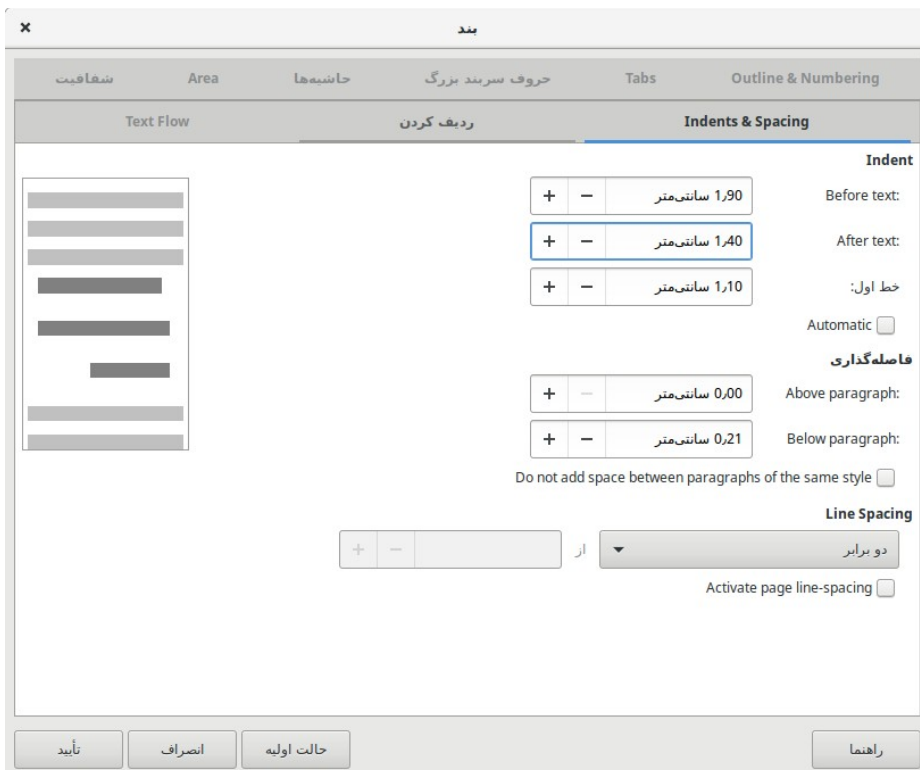 بند
Outline & Numbering
Tabs
حروف سربند بزرگ
حاشیه‌ها
Area
شفافیت
Indents & Spacing
ردیف کردن
Text Flow
Indent
Before text:
1٫90 سانتی‌متر
After text:
1٫40 سانتی‌متر
خط اول:
1٫10 سانتی‌متر
Automatic
فاصله‌گذاری
Above paragraph:
0٫00 سانتی‌متر
Below paragraph:
0٫21 سانتی‌متر
Do not add space between paragraphs of the same style
Line Spacing
دو برابر
از
Activate page line-spacing
راهنما
حالت اولیه
انصراف
تأیید